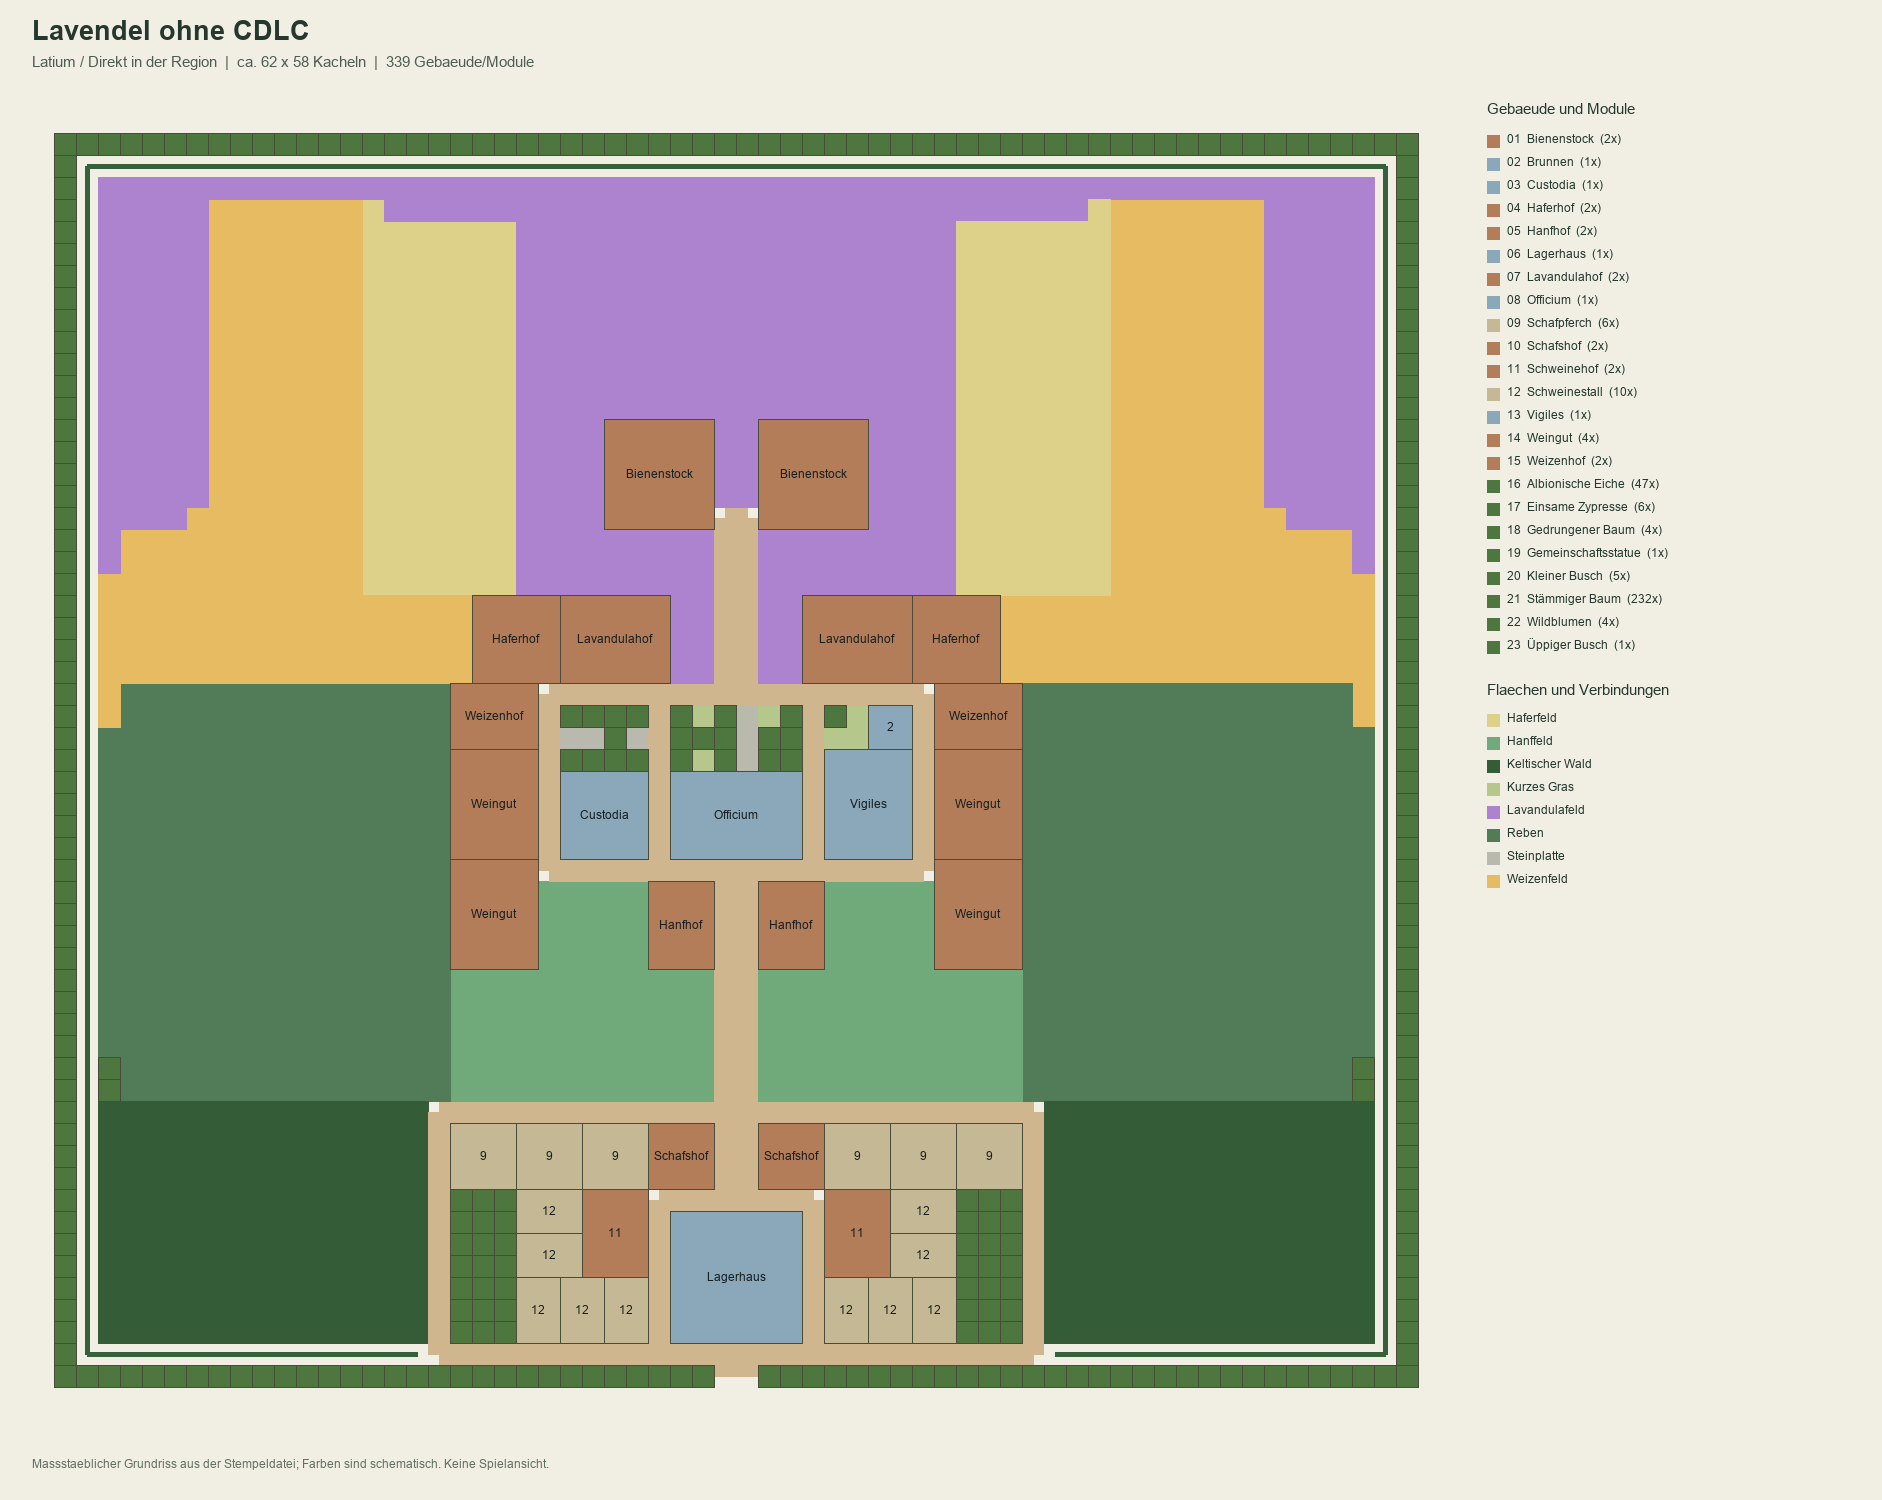 Lavendel ohne CDLC
Latium / Direkt in der Region | ca. 62 x 58 Kacheln | 339 Gebaeude/Module
Gebaeude und Module
01 Bienenstock (2x)
02 Brunnen (1x)
03 Custodia (1x)
04 Haferhof (2x)
05 Hanfhof (2x)
06 Lagerhaus (1x)
07 Lavandulahof (2x)
08 Officium (1x)
09 Schafpferch (6x)
10 Schafshof (2x)
11 Schweinehof (2x)
12 Schweinestall (10x)
13 Vigiles (1x)
14 Weingut (4x)
15 Weizenhof (2x)
16 Albionische Eiche (47x)
17 Einsame Zypresse (6x)
18 Gedrungener Baum (4x)
19 Gemeinschaftsstatue (1x)
20 Kleiner Busch (5x)
21 Stämmiger Baum (232x)
22 Wildblumen (4x)
23 Üppiger Busch (1x)
Flaechen und Verbindungen
Haferfeld
Hanffeld
Keltischer Wald
Kurzes Gras
Lavandulafeld
Reben
Steinplatte
Weizenfeld
Bienenstock Bienenstock
Haferhof Lavandulahof Lavandulahof Haferhof
Weizenhof 2 Weizenhof
Weingut Custodia Officium Vigiles Weingut
Weingut Hanfhof Hanfhof Weingut
9 9 9 Schafshof Schafshof 9 9 9
12 12
11 11
12 12
Lagerhaus
12 12 12 12 12 12
Massstaeblicher Grundriss aus der Stempeldatei; Farben sind schematisch. Keine Spielansicht.